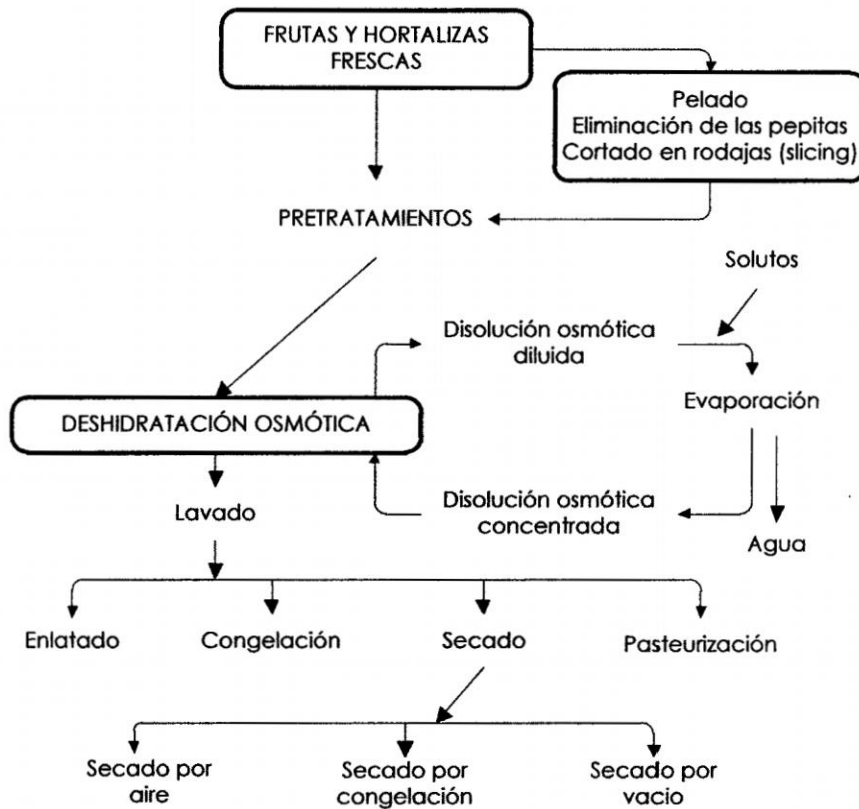 FRUTAS Y HORTALIZAS
FRESCAS
Pelado
Eliminación de las pepitas
Cortado en rodajas (slicing)
PRETRATAMIENTOS
Solutos
Disolución osmótica
diluida
Evaporación
DESHIDRATACIÓN OSMÓTICA
Disolución osmótica
concentrada
Lavado
Agua
Enlatado
Congelación
Secado
Pasteurización
Secado por
aire
Secado por
congelación
Secado por
vacio